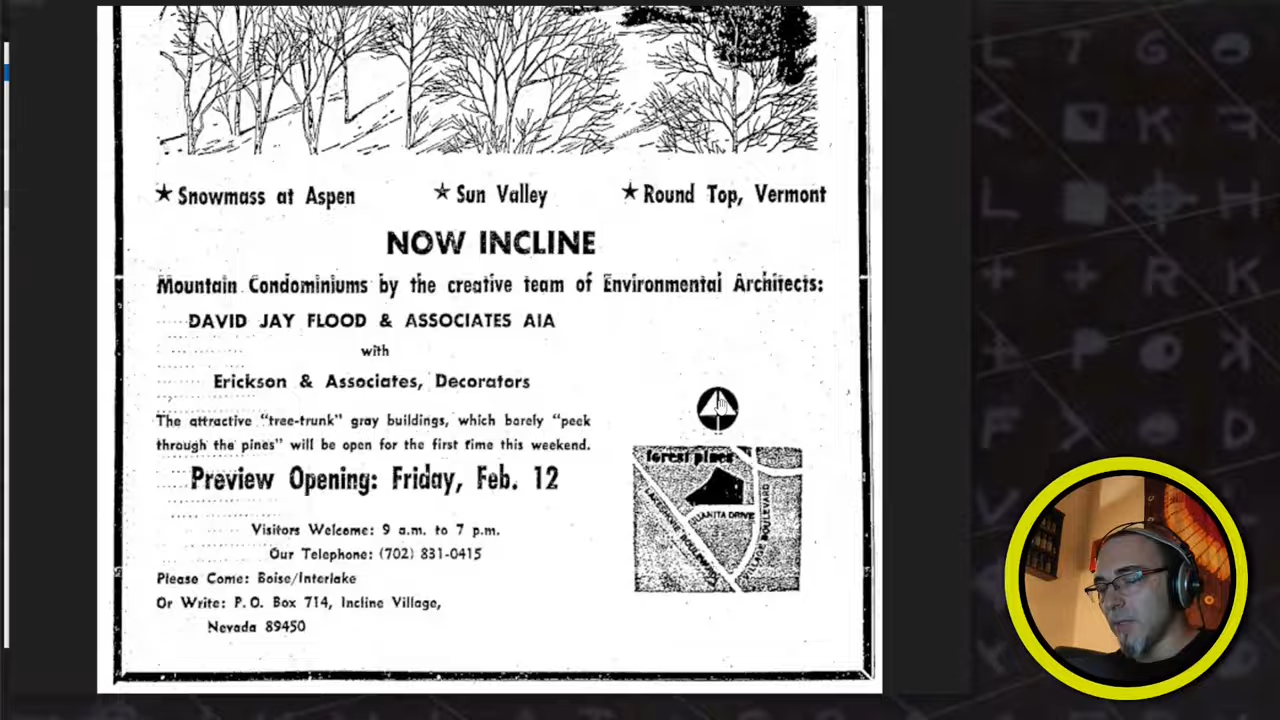 ★ Snowmass at Aspen ★ Sun Valley ★ Round Top, Vermont
NOW INCLINE
Mountain Condominiums by the creative team of Environmental Architects:
DAVID JAY FLOOD & ASSOCIATES AIA
with
Erickson & Associates, Decorators
The attractive "tree-trunk" gray buildings, which barely "peek
through the pines" will be open for the first time this weekend.
Preview Opening: Friday, Feb. 12
Visitors Welcome: 9 a.m. to 7 p.m.
Our Telephone: (702) 831-0415
Please Come: Boise/Interlake
Or Write: P.O. Box 714, Incline Village,
Nevada 89450
forest pines
JUANITA DRIVE
VILLAGE BOULEVARD